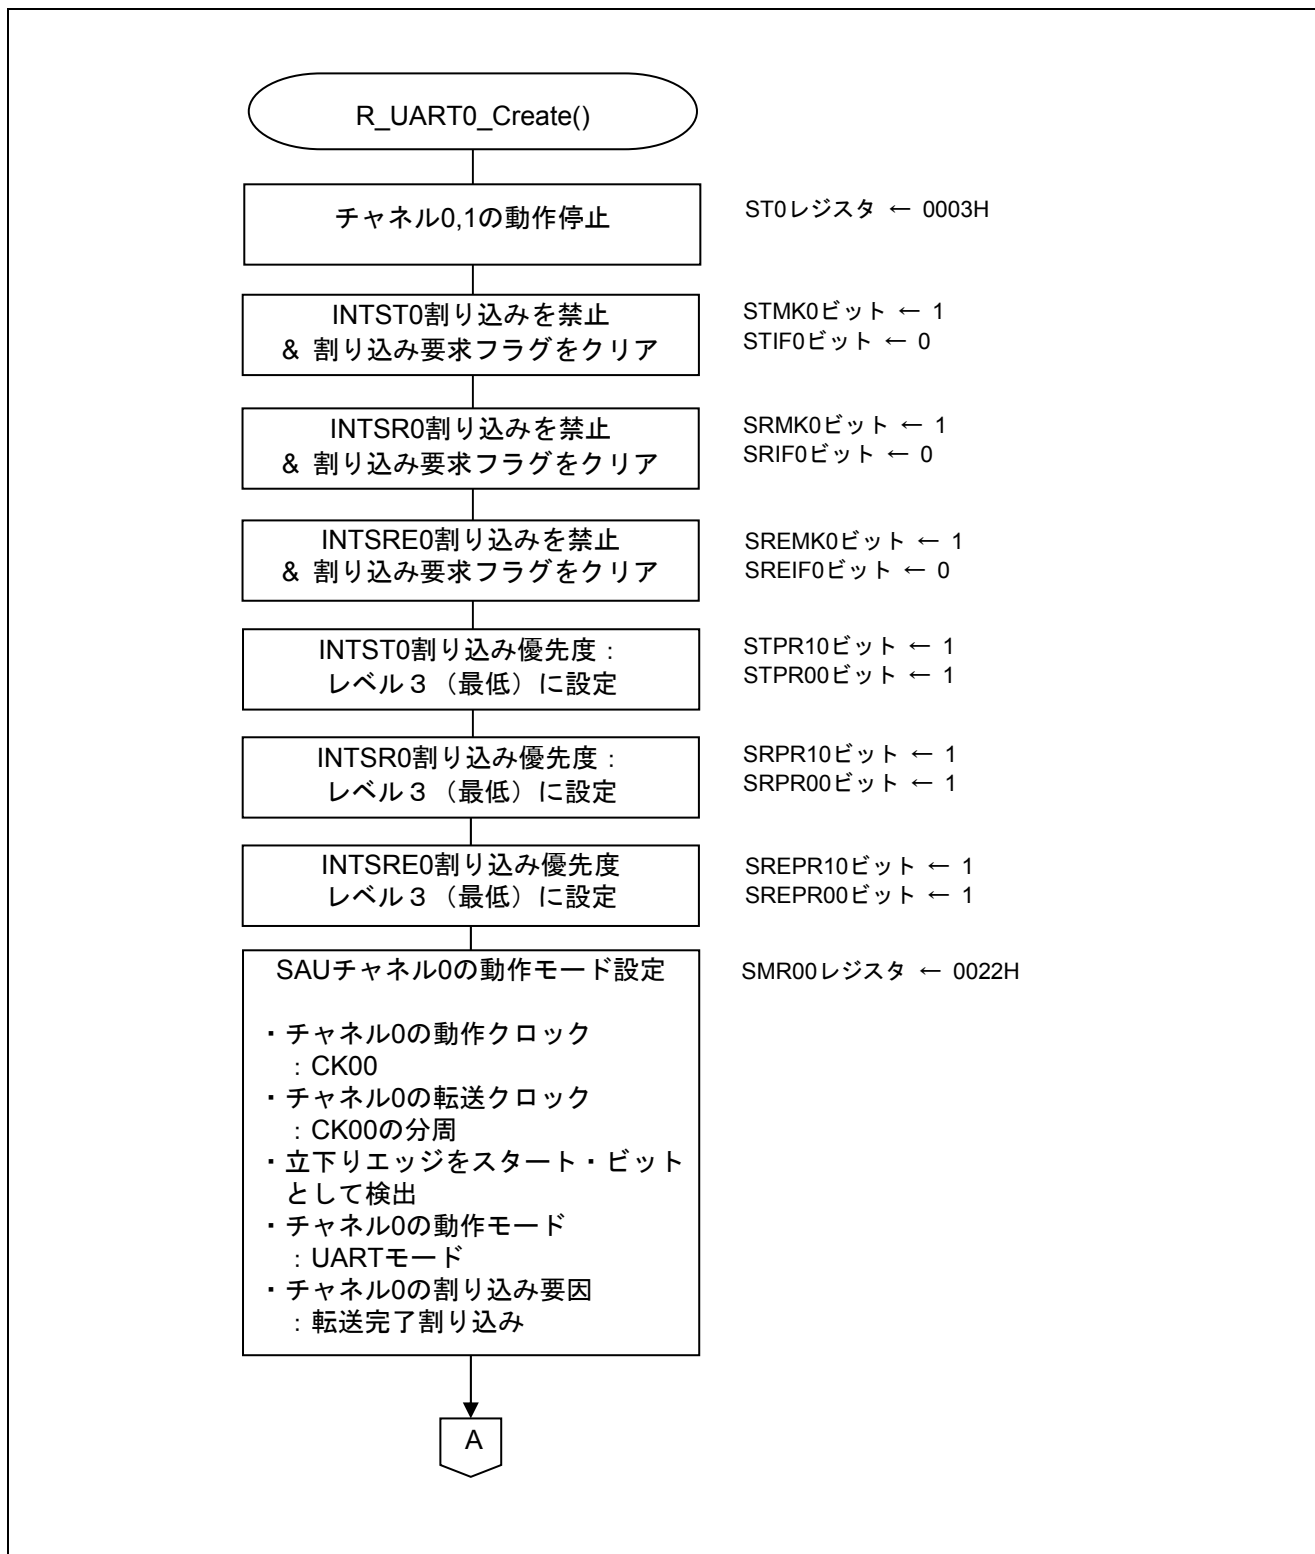 R_UART0_Create()
チャネル0,1の動作停止
ST0レジスタ ← 0003H
INTST0割り込みを禁止
& 割り込み要求フラグをクリア
STMK0ビット ← 1
STIF0ビット ← 0
INTSR0割り込みを禁止
& 割り込み要求フラグをクリア
SRMK0ビット ← 1
SRIF0ビット ← 0
INTSRE0割り込みを禁止
& 割り込み要求フラグをクリア
SREMK0ビット ← 1
SREIF0ビット ← 0
INTST0割り込み優先度：
レベル３（最低）に設定
STPR10ビット ← 1
STPR00ビット ← 1
INTSR0割り込み優先度：
レベル３（最低）に設定
SRPR10ビット ← 1
SRPR00ビット ← 1
INTSRE0割り込み優先度
レベル３（最低）に設定
SREPR10ビット ← 1
SREPR00ビット ← 1
SAUチャネル0の動作モード設定
SMR00レジスタ ← 0022H
・チャネル0の動作クロック
：CK00
・チャネル0の転送クロック
：CK00の分周
・立下りエッジをスタート・ビット
として検出
・チャネル0の動作モード
：UARTモード
・チャネル0の割り込み要因
：転送完了割り込み
A